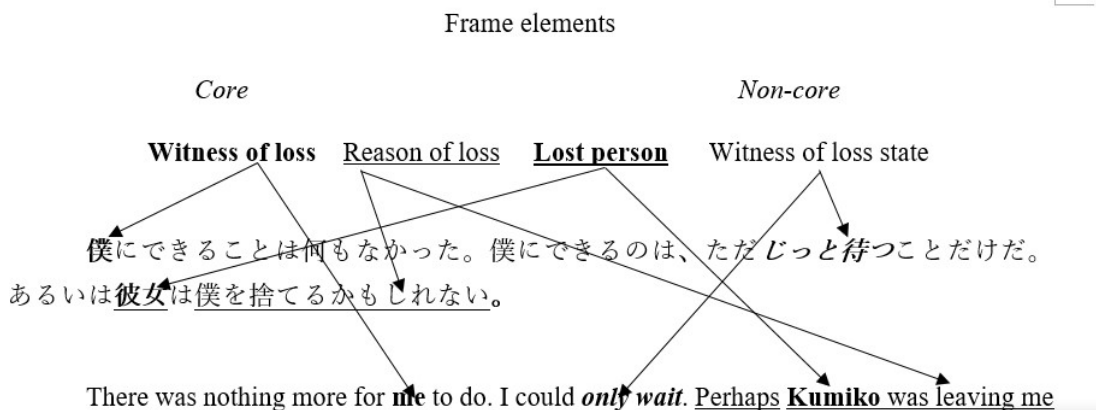 Frame elements
Core Non-core
Witness of loss Reason of loss Lost person Witness of loss state
僕にできることは何もなかった。僕にできるのは、ただじっと待つことだけだ。
あるいは彼女は僕を捨てるかもしれない。
There was nothing more for me to do. I could only wait. Perhaps Kumiko was leaving me